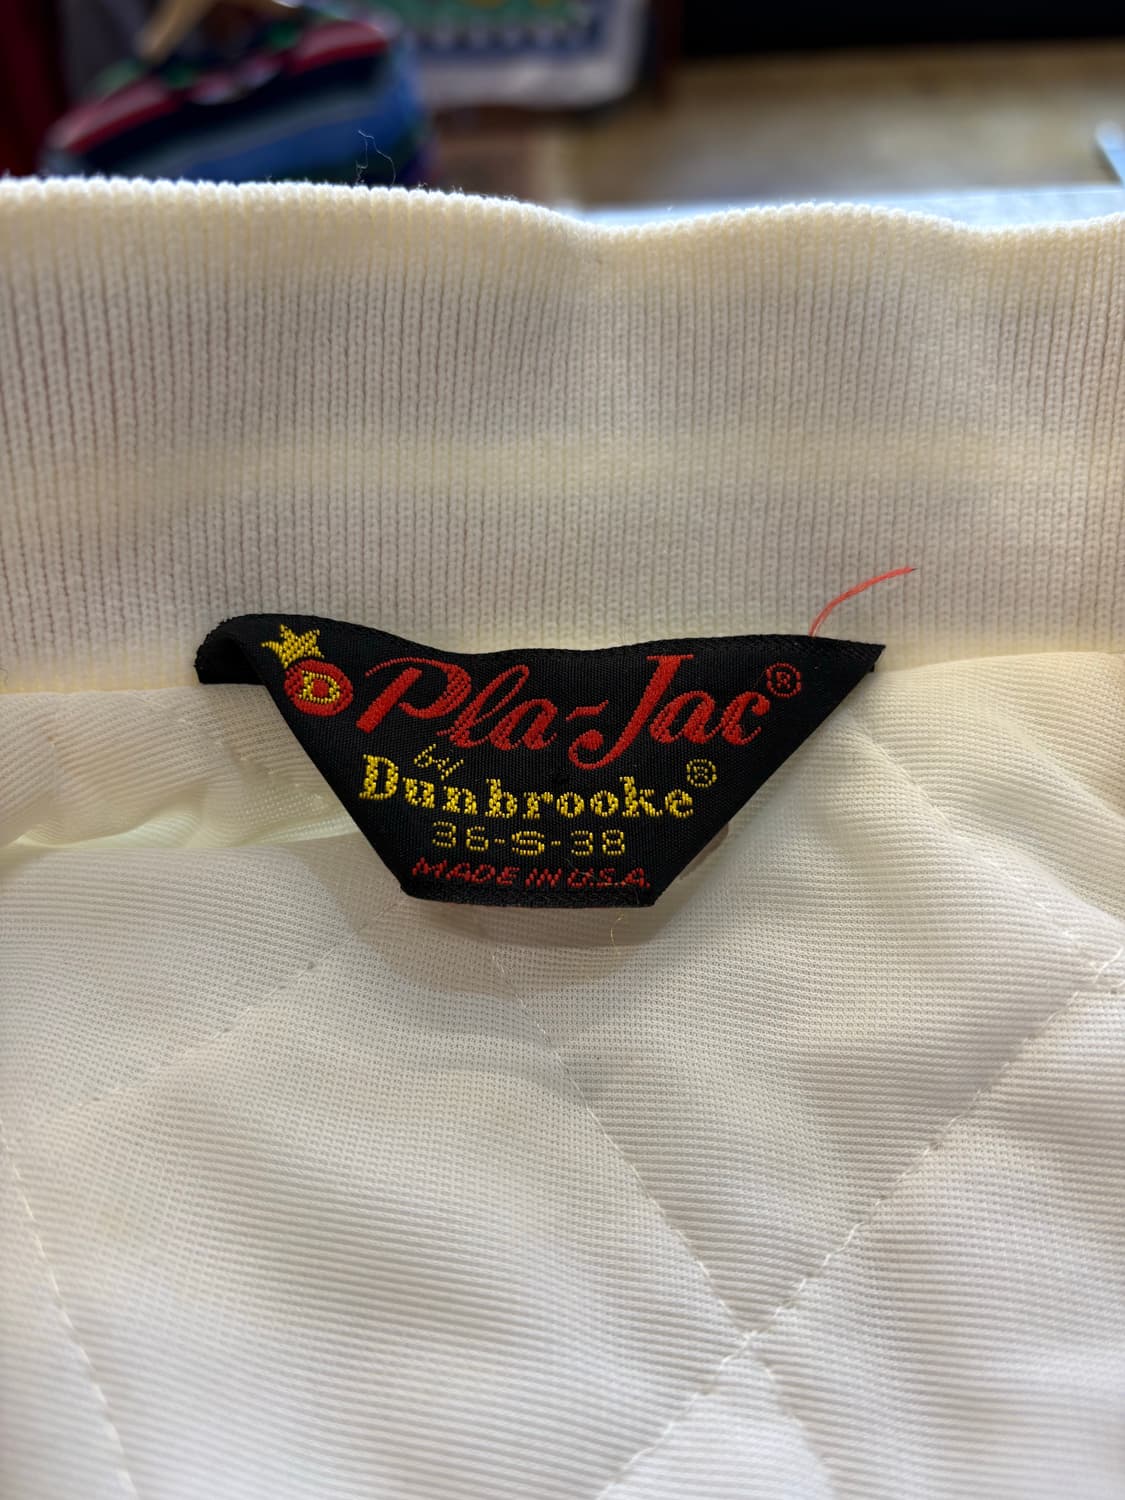 D Pla-Jac®
by
Dunbrooke®
36-S-38
MADE IN U.S.A.